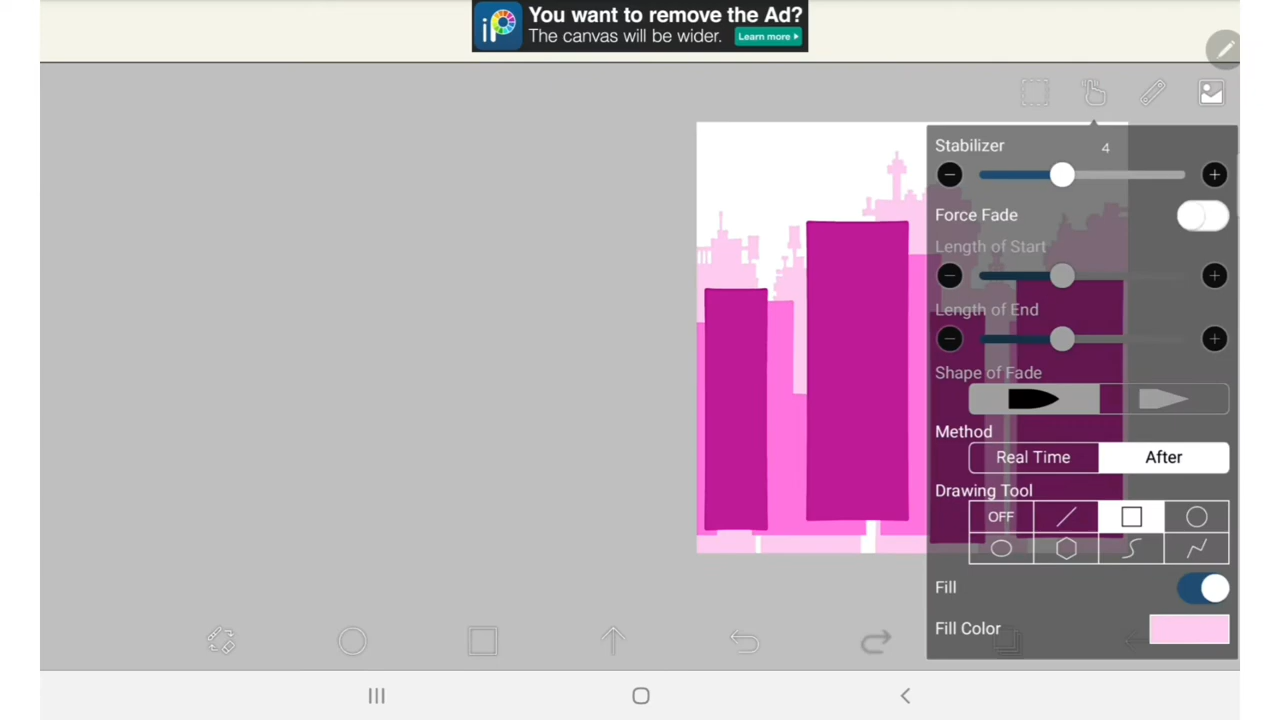 iP
You want to remove the Ad?
The canvas will be wider. Learn more ▸
Stabilizer 4
Force Fade
Length of Start
Length of End
Shape of Fade
Method
Real Time After
Drawing Tool
OFF
Fill
Fill Color